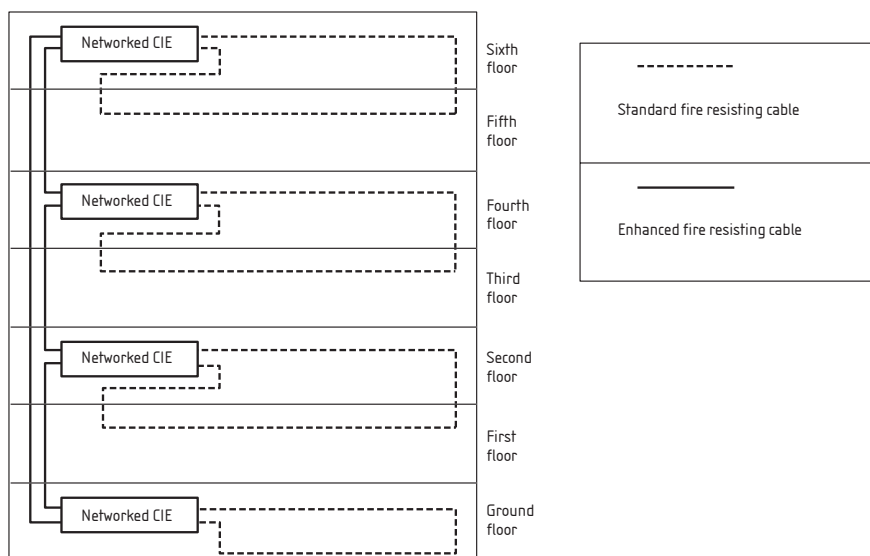 Networked CIE
Sixth
floor
Fifth
floor
Networked CIE
Fourth
floor
Third
floor
Networked CIE
Second
floor
First
floor
Networked CIE
Ground
floor
Standard fire resisting cable
Enhanced fire resisting cable